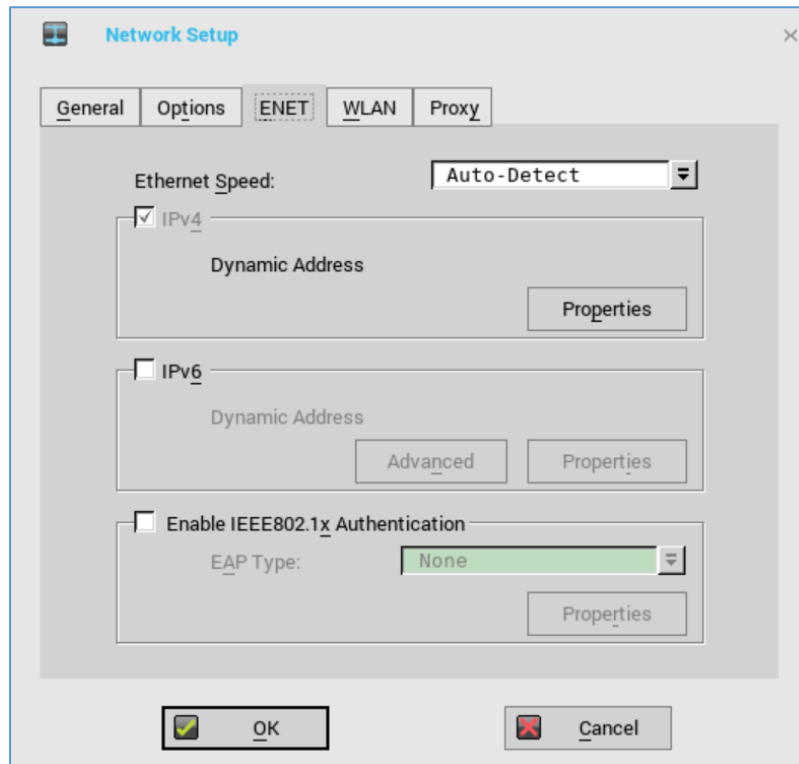 Network Setup
General Options ENET WLAN Proxy
Ethernet Speed: Auto-Detect
IPv4
Dynamic Address
Properties
IPv6
Dynamic Address
Advanced Properties
Enable IEEE802.1x Authentication
EAP Type: None
Properties
OK Cancel